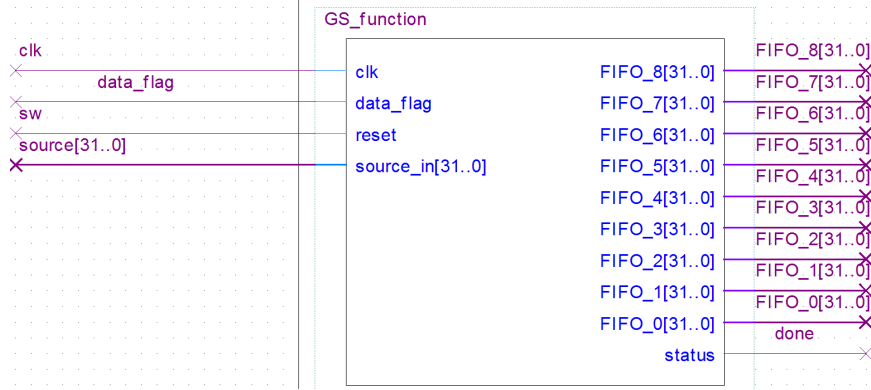 GS_function
clk
clk
FIFO_8[31..0]
FIFO_8[31..0]
data_flag
data_flag
FIFO_7[31..0]
FIFO_7[31..0]
sw
reset
FIFO_6[31..0]
FIFO_6[31..0]
source[31..0]
source_in[31..0]
FIFO_5[31..0]
FIFO_5[31..0]
FIFO_4[31..0]
FIFO_4[31..0]
FIFO_3[31..0]
FIFO_3[31..0]
FIFO_2[31..0]
FIFO_2[31..0]
FIFO_1[31..0]
FIFO_1[31..0]
FIFO_0[31..0]
FIFO_0[31..0]
status
done